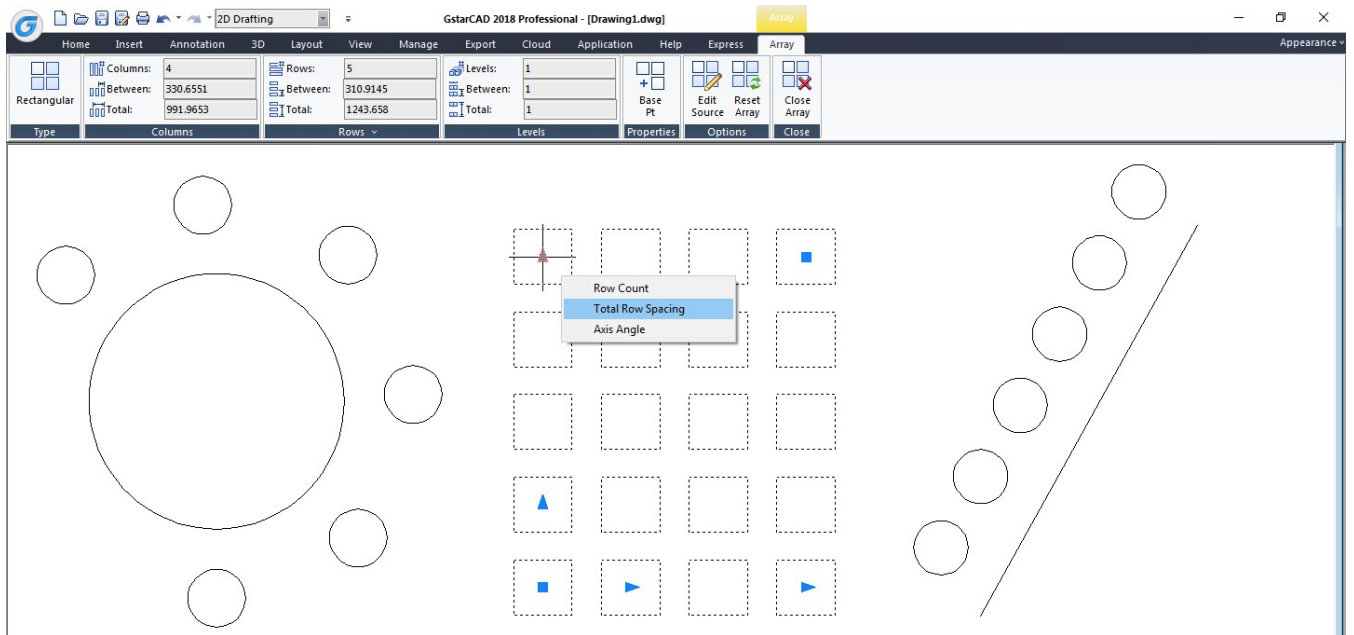 2D Drafting
GstarCAD 2018 Professional - [Drawing1.dwg]
Array
Home Insert Annotation 3D Layout View Manage Export Cloud Application Help Express Array Appearance
Columns: 4
Rows: 5
Levels: 1
Between: 330.6551
Between: 310.9145
Between: 1
Total: 991.9653
Total: 1243.658
Total: 1
Rectangular
Base
Pt
Edit
Source
Reset
Array
Close
Array
Type Columns Rows Levels Properties Options Close
Row Count
Total Row Spacing
Axis Angle